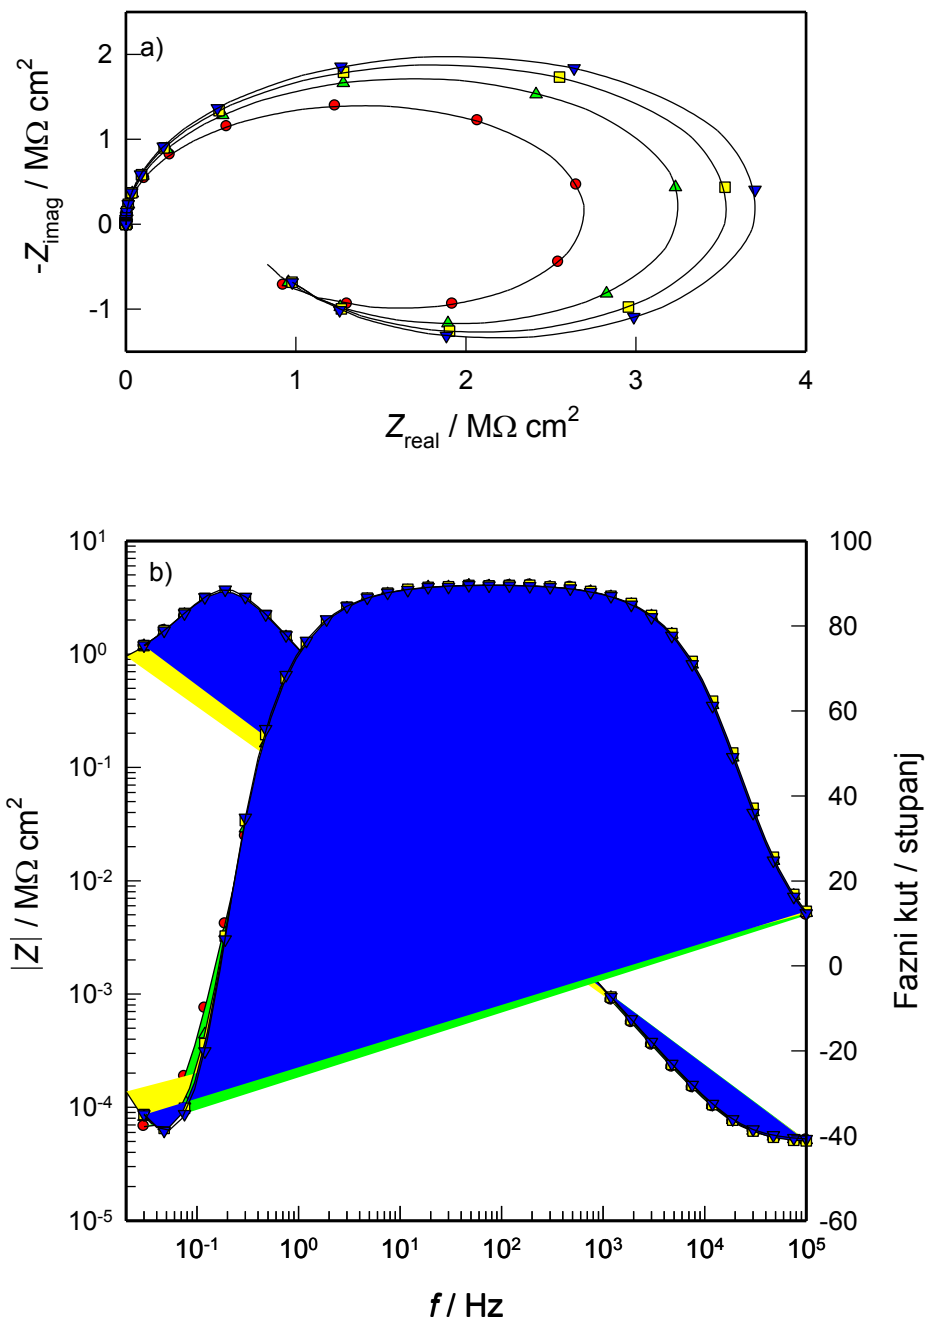 a)
-Z_imag / MΩ cm²
2
1
0
-1
0 1 2 3 4
Z_real / MΩ cm²
b)
|Z| / MΩ cm²
10¹
10⁰
10⁻¹
10⁻²
10⁻³
10⁻⁴
10⁻⁵
100
80
60
40
20
0
-20
-40
-60
Fazni kut / stupanj
10⁻¹ 10⁰ 10¹ 10² 10³ 10⁴ 10⁵
f / Hz